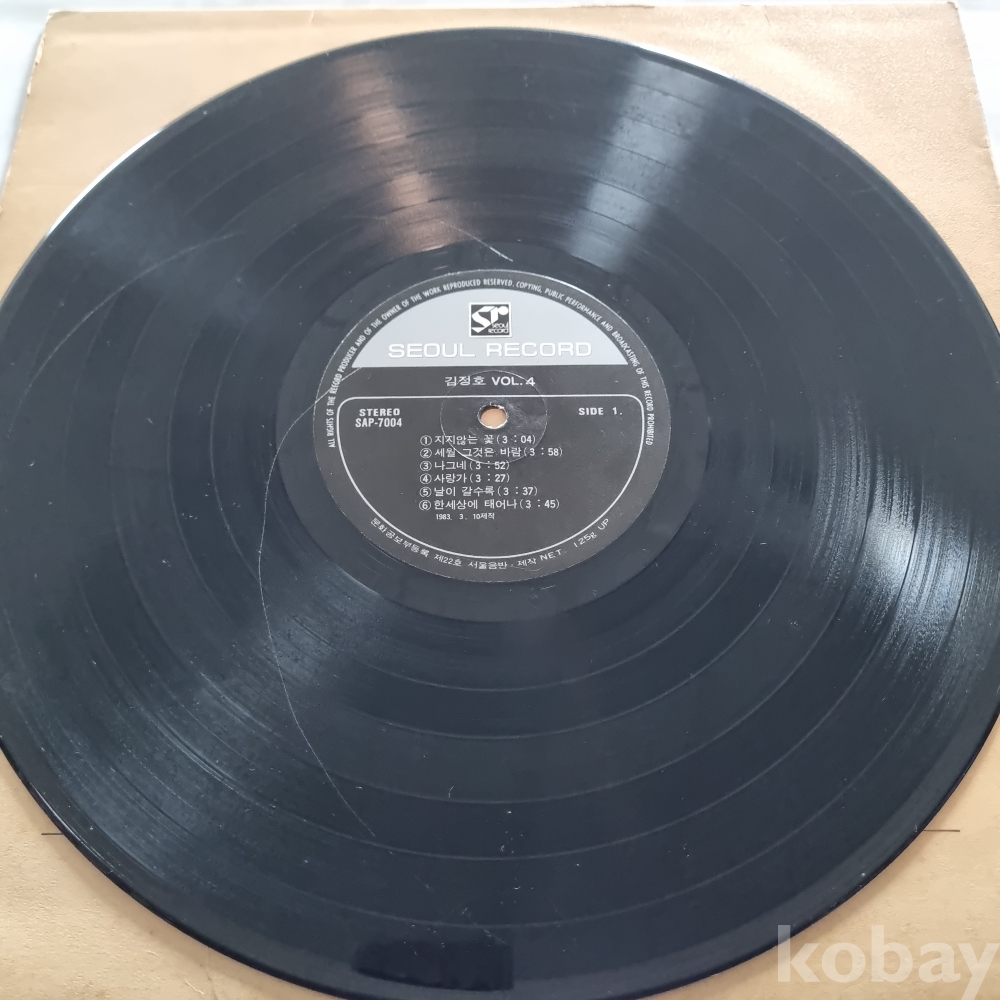 ALL RIGHTS OF THE RECORD PRODUCER AND OF THE OWNER OF THE WORK REPRODUCED RESERVED. COPYING, PUBLIC PERFORMANCE AND BROADCASTING OF THIS RECORD PROHIBITED
Sr
seoul
record
SEOUL RECORD
김정호 VOL.4
STEREO
SAP-7004
SIDE 1.
① 지지않는 꽃(3 : 04)
② 세월 그것은 바람(3 : 58)
③ 나그네(3 : 52)
④ 사랑가(3 : 27)
⑤ 날이 갈수록(3 : 37)
⑥ 한세상에 태어나(3 : 45)
1983. 3. 10제작
문화공보부등록 제22호 서울음반·제작 NET. 125g UP
kobay